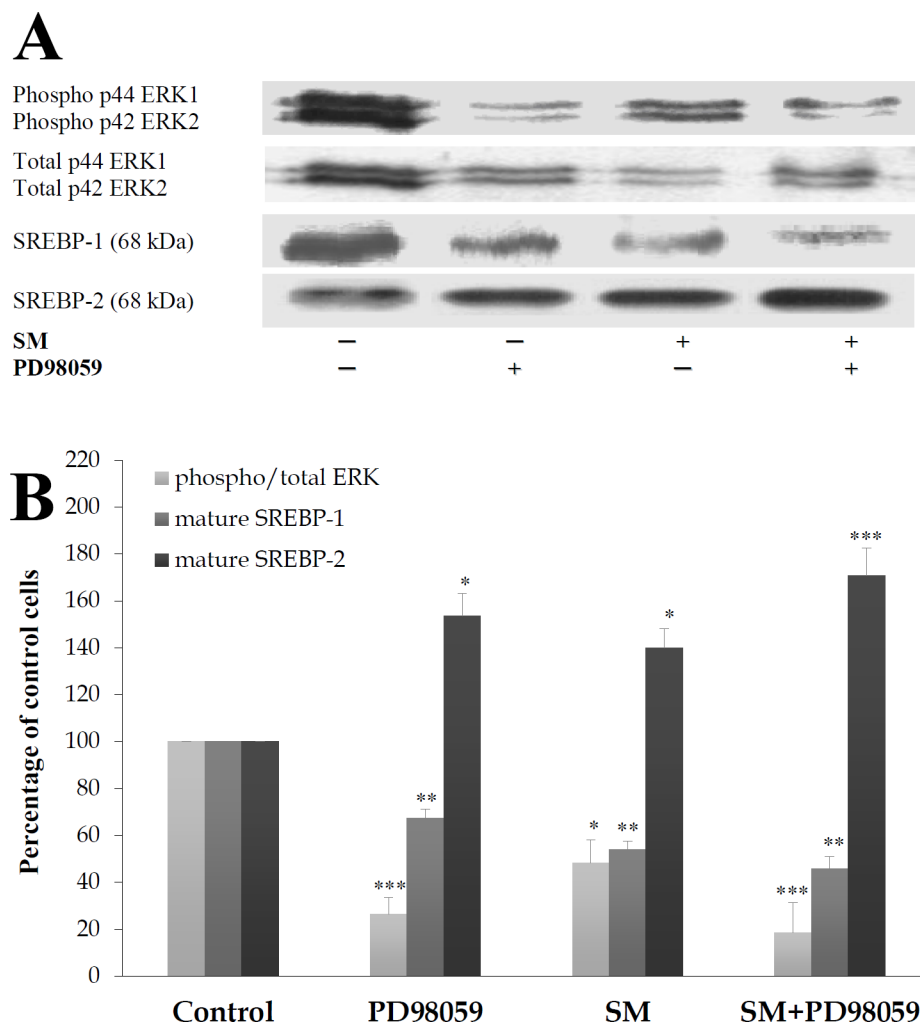 A
Phospho p44 ERK1
Phospho p42 ERK2
Total p44 ERK1
Total p42 ERK2
SREBP-1 (68 kDa)
SREBP-2 (68 kDa)
SM − − + +
PD98059 − + − +
B
Percentage of control cells
220
200
180
160
140
120
100
80
60
40
20
0
phospho/total ERK
mature SREBP-1
mature SREBP-2
*** ** *
* ** *
*** ** ***
Control PD98059 SM SM+PD98059